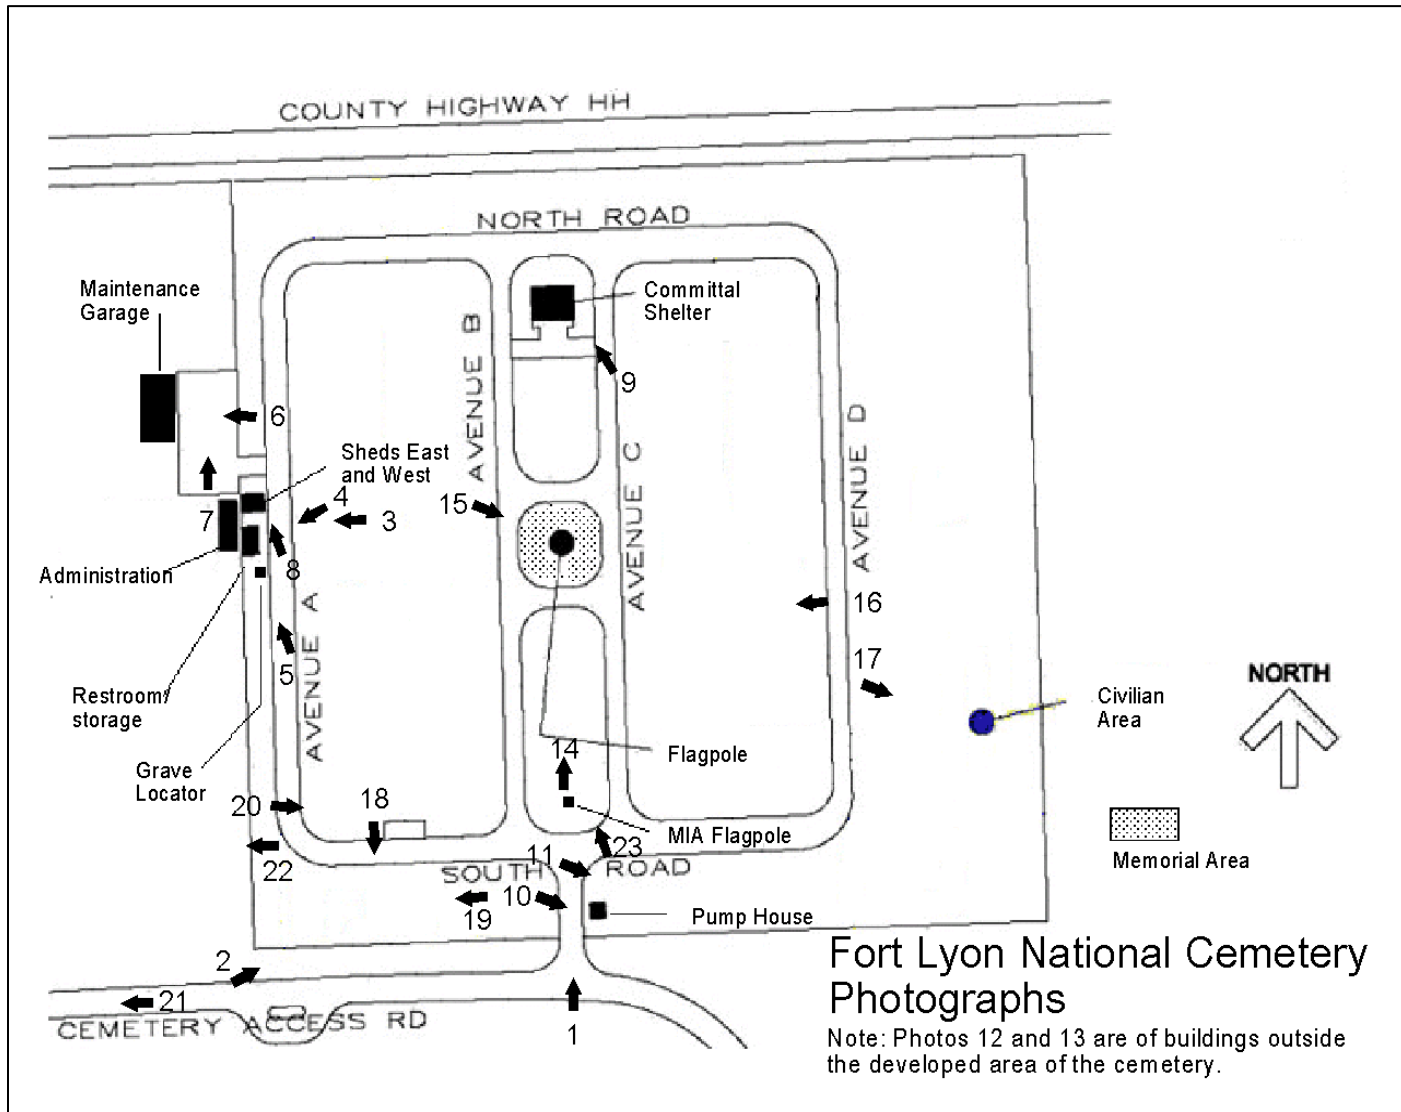 COUNTY HIGHWAY HH
NORTH ROAD
Maintenance
Garage
Committal
Shelter
AVENUE B
9
6
AVENUE C
AVENUE D
Sheds East
and West
4
3
15
7
Administration
8
AVENUE A
16
5
17
Restroom/
storage
Civilian
Area
NORTH
14
Flagpole
Grave
Locator
20
18
MIA Flagpole
23
11
22
SOUTH ROAD
Memorial Area
10
19
Pump House
2
21
CEMETERY ACCESS RD
1
Fort Lyon National Cemetery
Photographs
Note: Photos 12 and 13 are of buildings outside
the developed area of the cemetery.